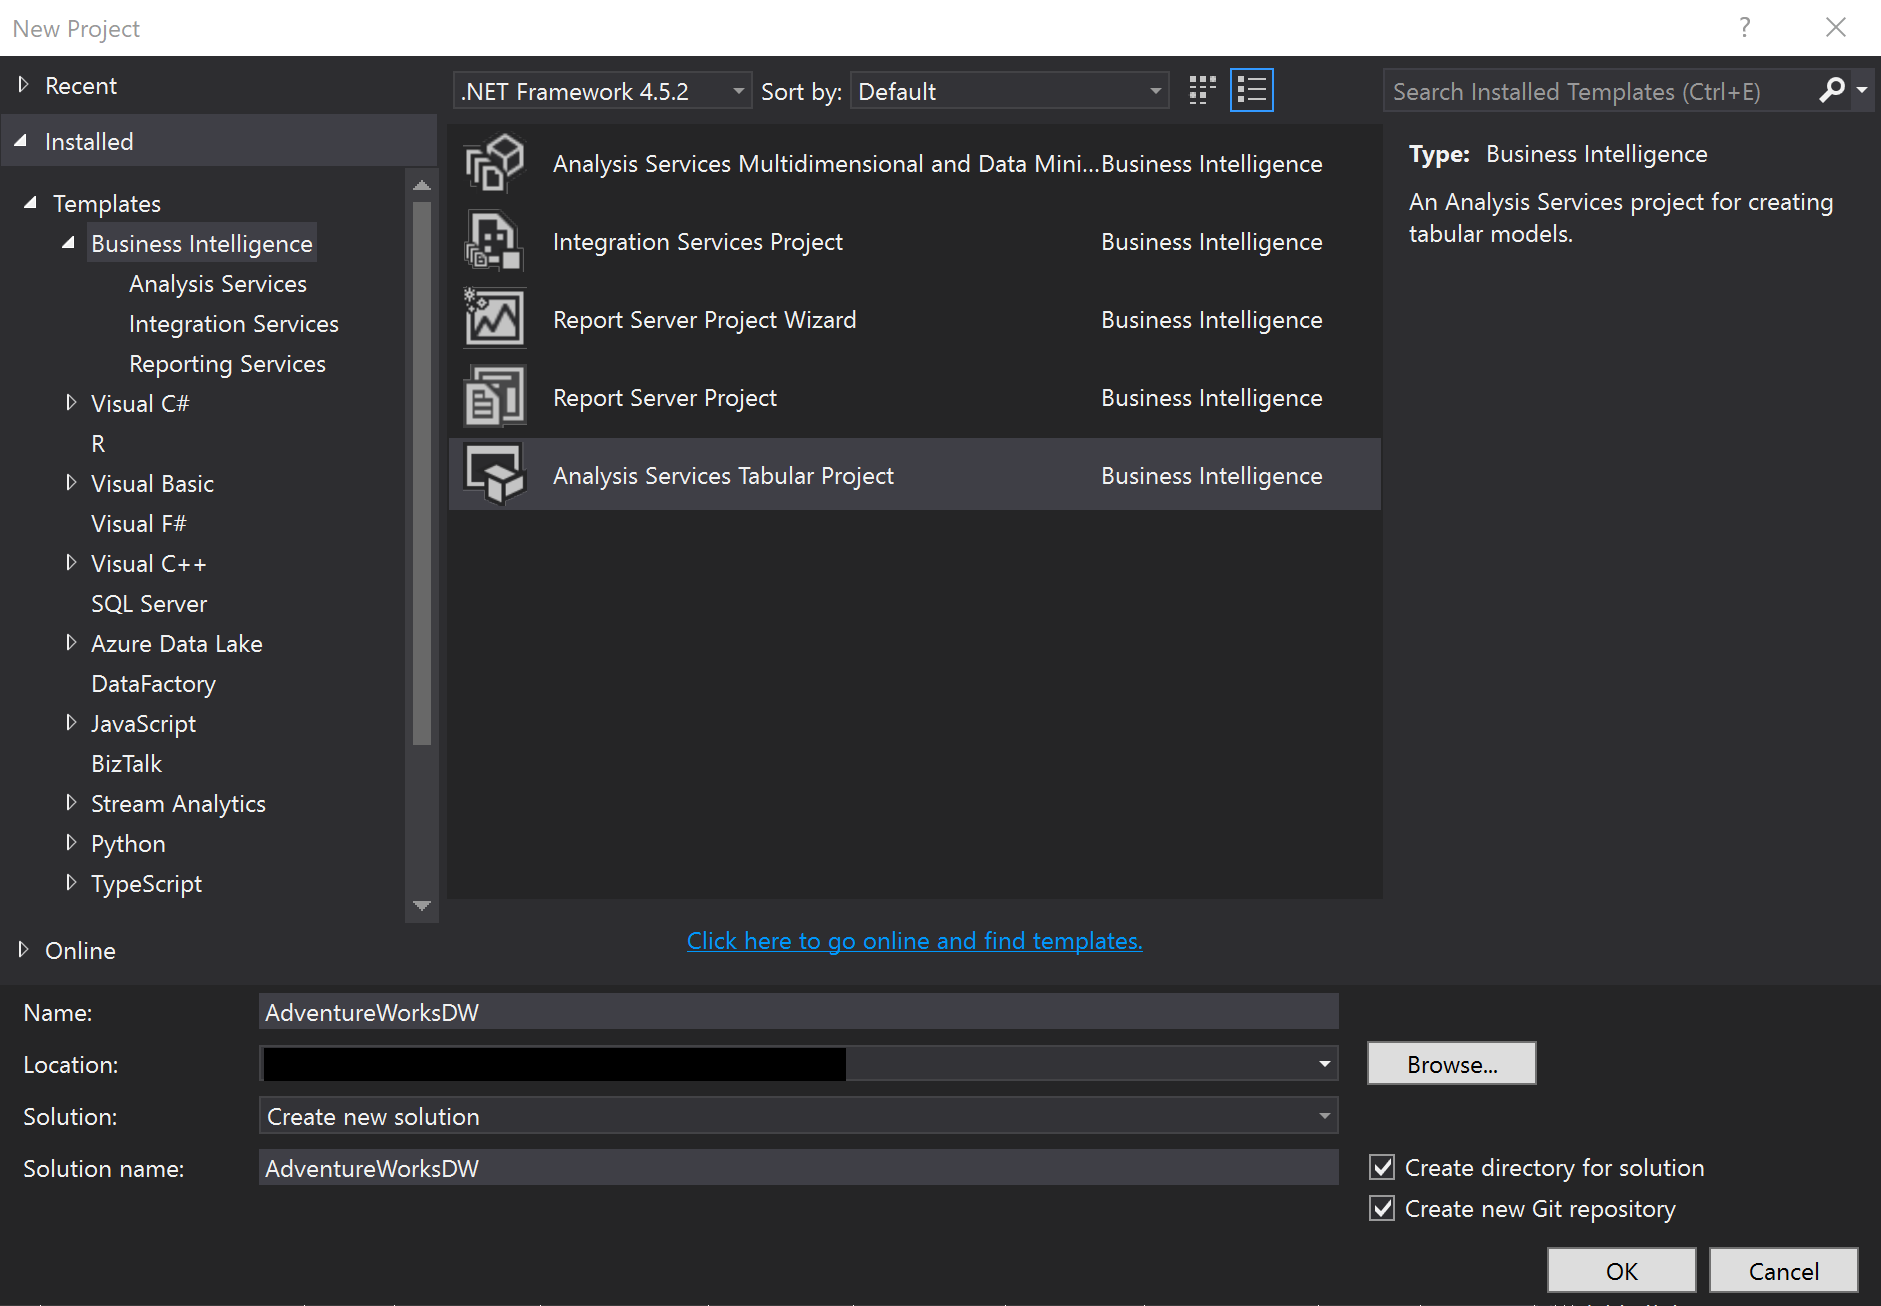 New Project
?
Recent
Installed
Templates
Business Intelligence
Analysis Services
Integration Services
Reporting Services
Visual C#
R
Visual Basic
Visual F#
Visual C++
SQL Server
Azure Data Lake
DataFactory
JavaScript
BizTalk
Stream Analytics
Python
TypeScript
Online
.NET Framework 4.5.2
Sort by: Default
Analysis Services Multidimensional and Data Mini... Business Intelligence
Integration Services Project Business Intelligence
Report Server Project Wizard Business Intelligence
Report Server Project Business Intelligence
Analysis Services Tabular Project Business Intelligence
Click here to go online and find templates.
Search Installed Templates (Ctrl+E)
Type: Business Intelligence
An Analysis Services project for creating
tabular models.
Name: AdventureWorksDW
Location:
Browse...
Solution: Create new solution
Solution name: AdventureWorksDW
Create directory for solution
Create new Git repository
OK Cancel